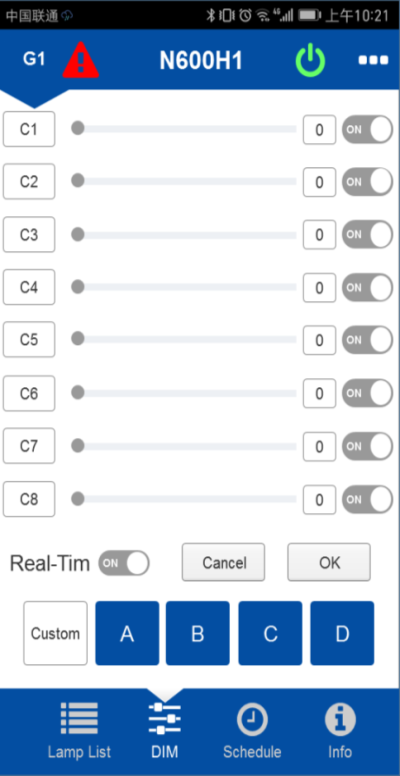 中国联通 4G 上午10:21
G1 N600H1
C1 0 ON
C2 0 ON
C3 0 ON
C4 0 ON
C5 0 ON
C6 0 ON
C7 0 ON
C8 0 ON
Real-Tim ON Cancel OK
Custom A B C D
Lamp List DIM Schedule Info